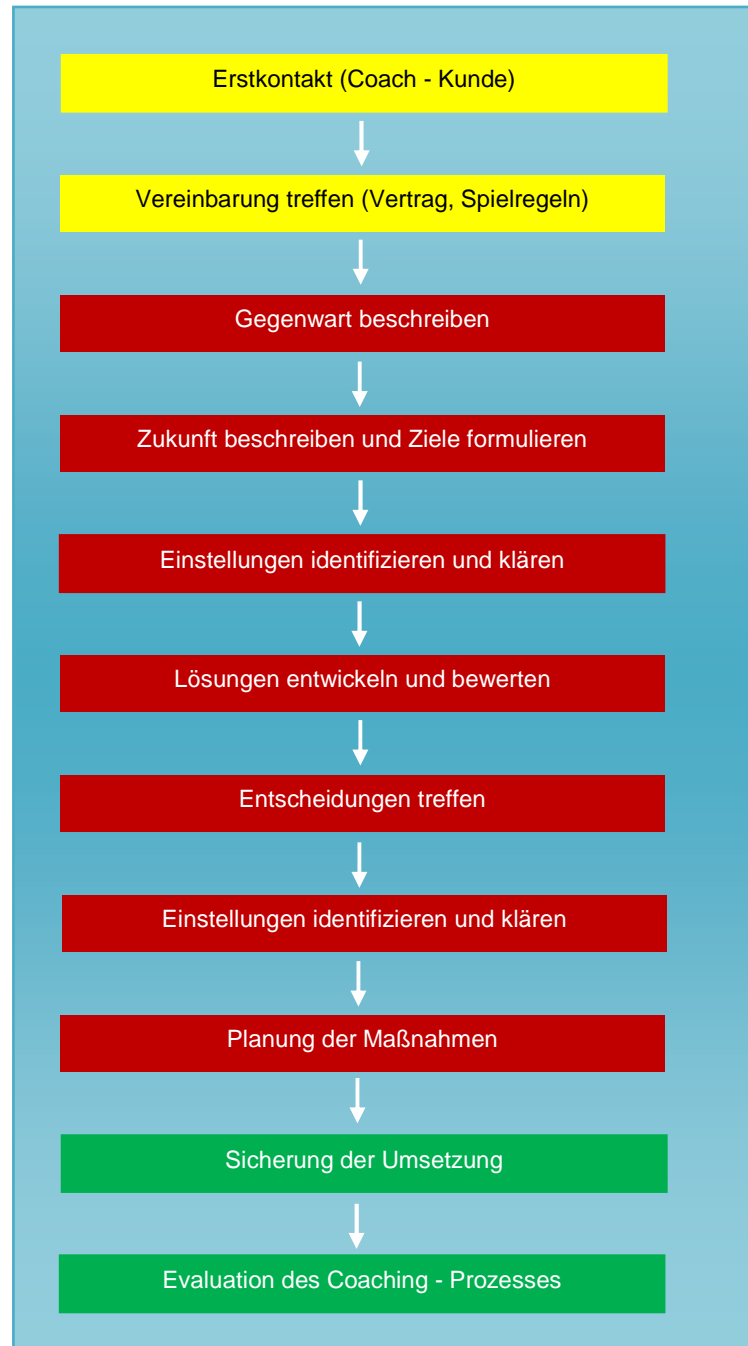 Erstkontakt (Coach - Kunde)
Vereinbarung treffen (Vertrag, Spielregeln)
Gegenwart beschreiben
Zukunft beschreiben und Ziele formulieren
Einstellungen identifizieren und klären
Lösungen entwickeln und bewerten
Entscheidungen treffen
Einstellungen identifizieren und klären
Planung der Maßnahmen
Sicherung der Umsetzung
Evaluation des Coaching - Prozesses